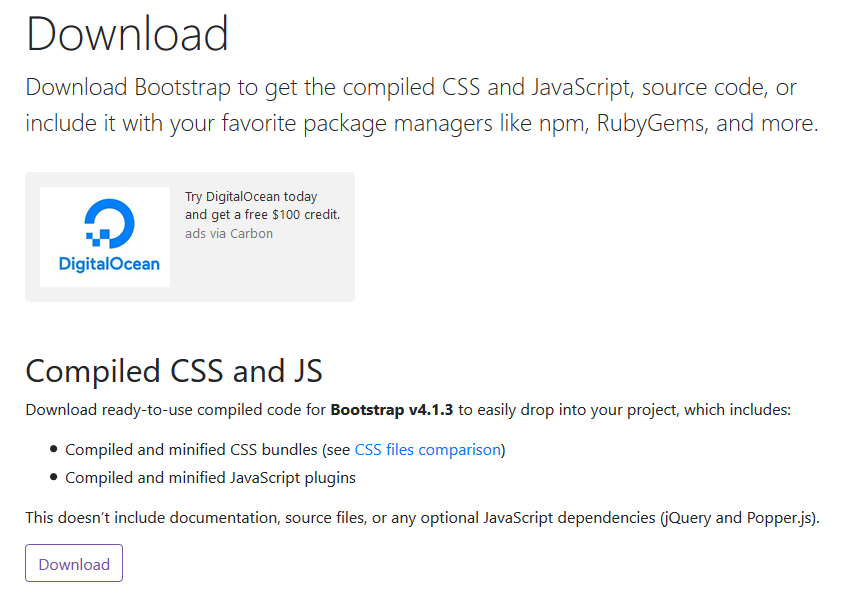 Download
Download Bootstrap to get the compiled CSS and JavaScript, source code, or
include it with your favorite package managers like npm, RubyGems, and more.
DigitalOcean
Try DigitalOcean today
and get a free $100 credit.
ads via Carbon
Compiled CSS and JS
Download ready-to-use compiled code for Bootstrap v4.1.3 to easily drop into your project, which includes:
• Compiled and minified CSS bundles (see CSS files comparison)
• Compiled and minified JavaScript plugins
This doesn’t include documentation, source files, or any optional JavaScript dependencies (jQuery and Popper.js).
Download